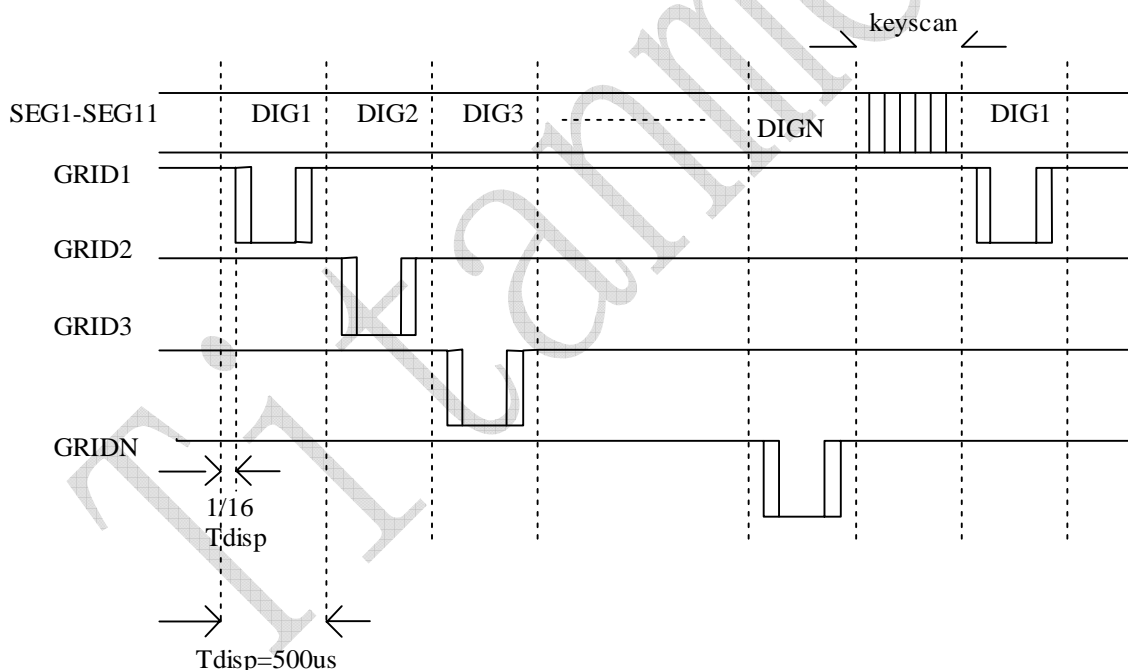 keyscan
SEG1-SEG11 DIG1 DIG2 DIG3 DIGN DIG1
GRID1
GRID2
GRID3
GRIDN
1/16
Tdisp
Tdisp=500us